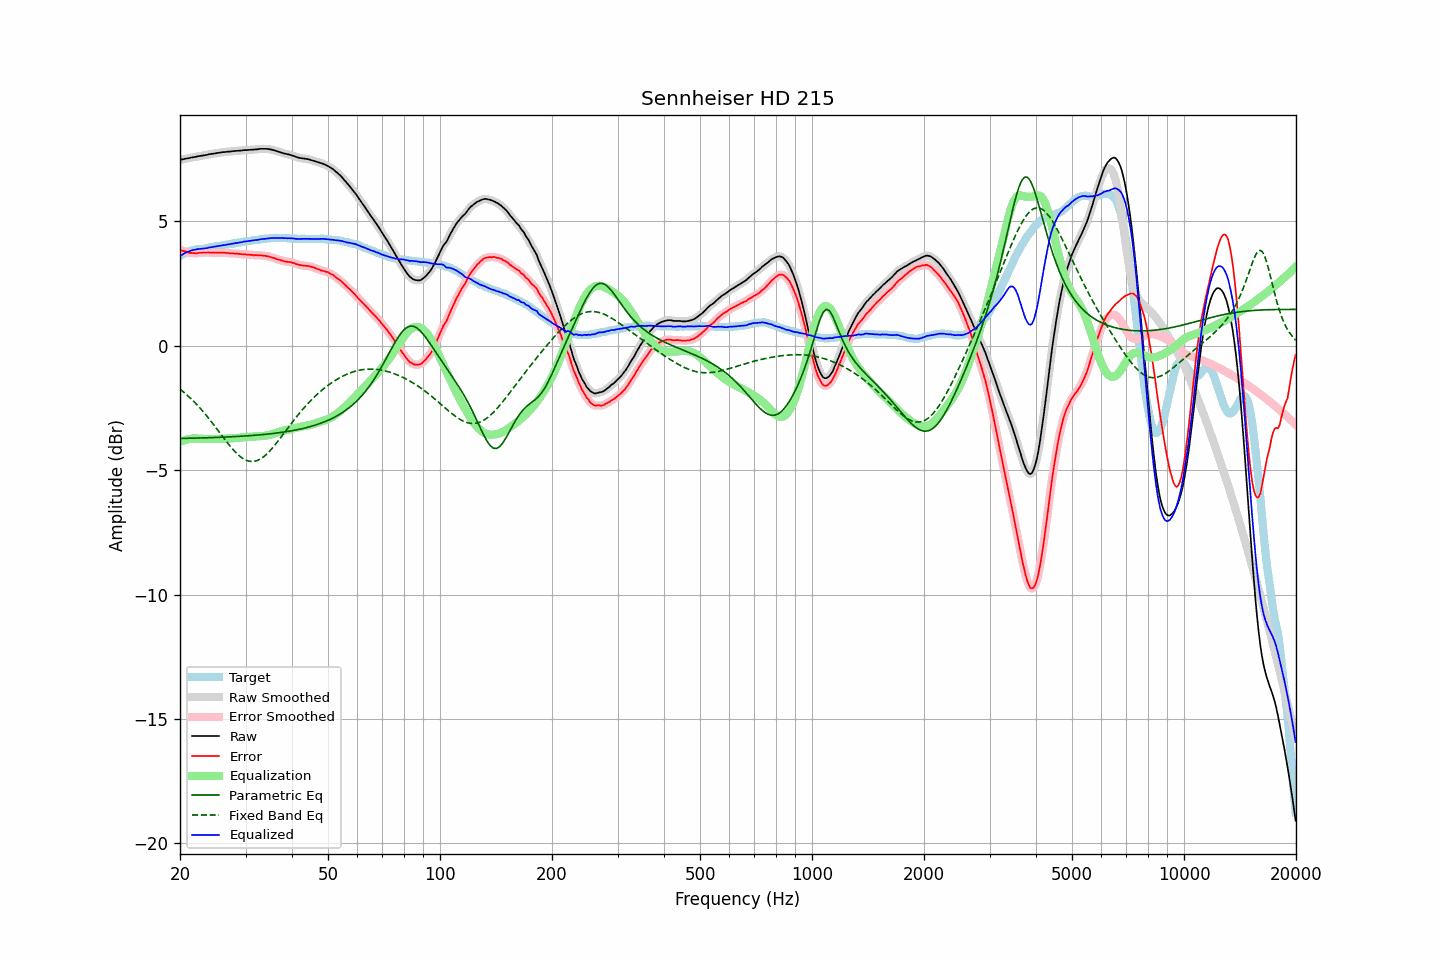 Sennheiser HD 215
Amplitude (dBr)
5
0
−5
−10
−15
−20
Target
Raw Smoothed
Error Smoothed
Raw
Error
Equalization
Parametric Eq
Fixed Band Eq
Equalized
20 50 100 200 500 1000 2000 5000 10000 20000
Frequency (Hz)